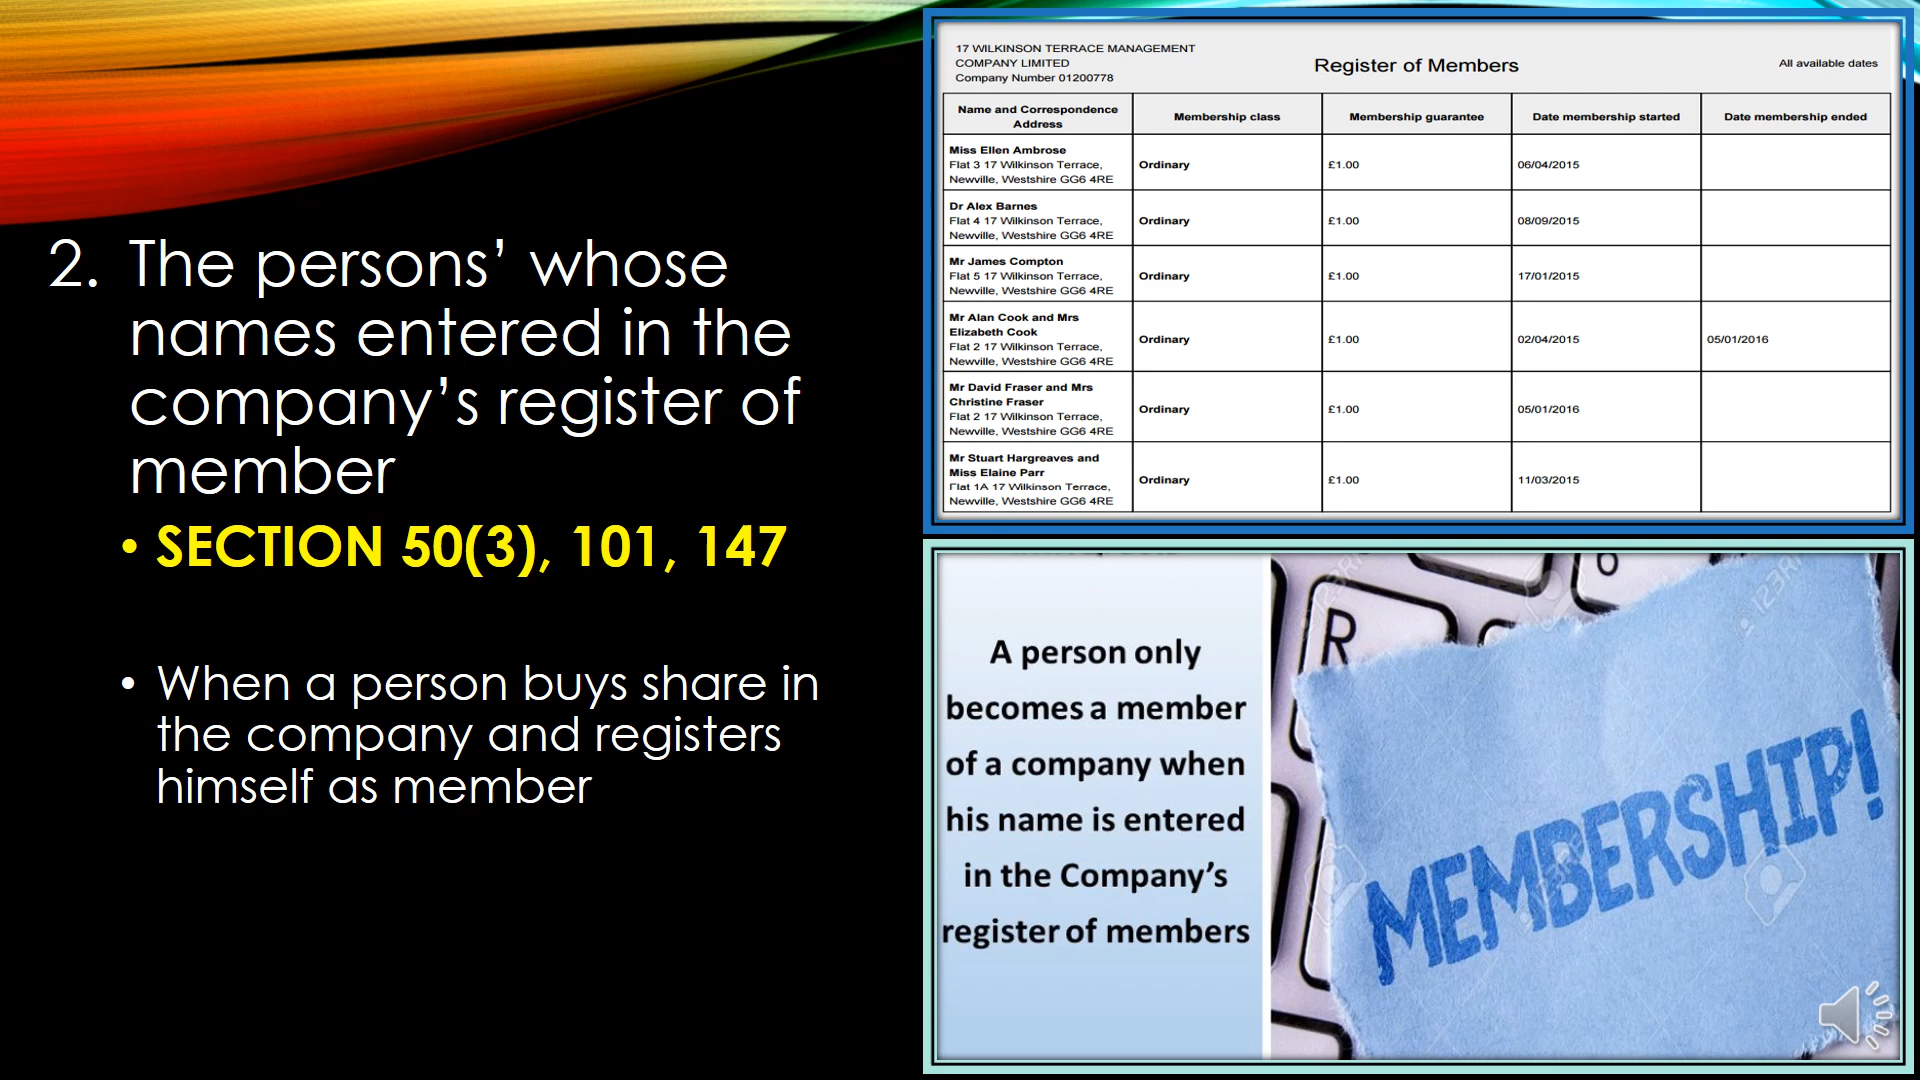 2. The persons’ whose
names entered in the
company’s register of
member
• SECTION 50(3), 101, 147
• When a person buys share in
the company and registers
himself as member
17 WILKINSON TERRACE MANAGEMENT
COMPANY LIMITED
Company Number 01200778
Register of Members
All available dates
Name and Correspondence
Address
Membership class
Membership guarantee
Date membership started
Date membership ended
Miss Ellen Ambrose
Flat 3 17 Wilkinson Terrace,
Newville, Westshire GG6 4RE
Ordinary
£1.00
06/04/2015
Dr Alex Barnes
Flat 4 17 Wilkinson Terrace,
Newville, Westshire GG6 4RE
Ordinary
£1.00
08/09/2015
Mr James Compton
Flat 5 17 Wilkinson Terrace,
Newville, Westshire GG6 4RE
Ordinary
£1.00
17/01/2015
Mr Alan Cook and Mrs
Elizabeth Cook
Flat 2 17 Wilkinson Terrace,
Newville, Westshire GG6 4RE
Ordinary
£1.00
02/04/2015
05/01/2016
Mr David Fraser and Mrs
Christine Fraser
Flat 2 17 Wilkinson Terrace,
Newville, Westshire GG6 4RE
Ordinary
£1.00
05/01/2016
Mr Stuart Hargreaves and
Miss Elaine Parr
Flat 1A 17 Wilkinson Terrace,
Newville, Westshire GG6 4RE
Ordinary
£1.00
11/03/2015
A person only
becomes a member
of a company when
his name is entered
in the Company’s
register of members
R
MEMBERSHIP!